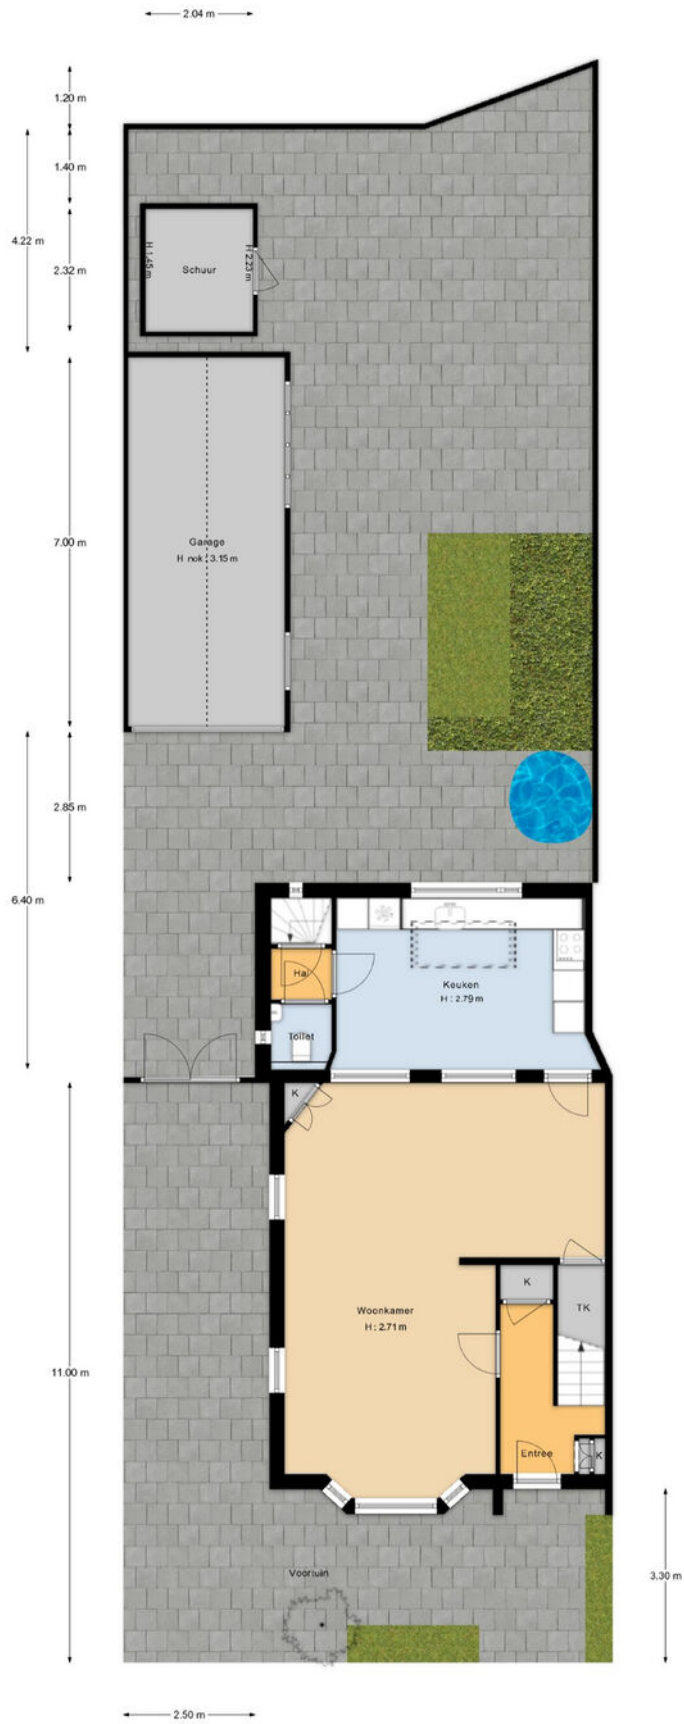 2.04 m
1.20 m
1.40 m
4.22 m
2.32 m
H 1.45 m
Schuur
H 2.23 m
7.00 m
Garage
H nok: 3.15 m
2.85 m
6.40 m
Hal
Keuken
H : 2.79 m
Toilet
K
K
TK
Woonkamer
H : 2.71 m
11.00 m
Entree
K
Voortuin
3.30 m
2.50 m